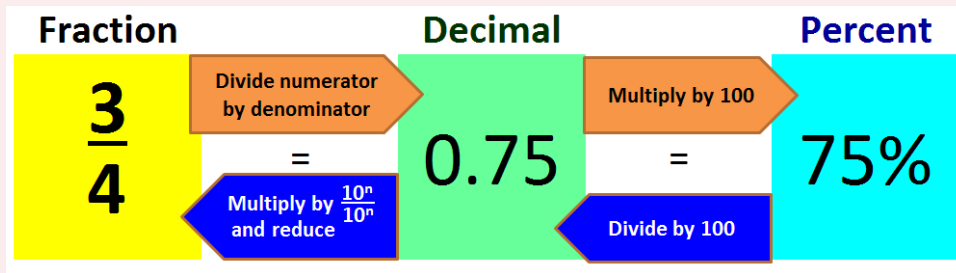 Fraction Decimal Percent
Divide numerator
by denominator
Multiply by 100
3/4 = 0.75 = 75%
Multiply by 10ⁿ/10ⁿ
and reduce
Divide by 100